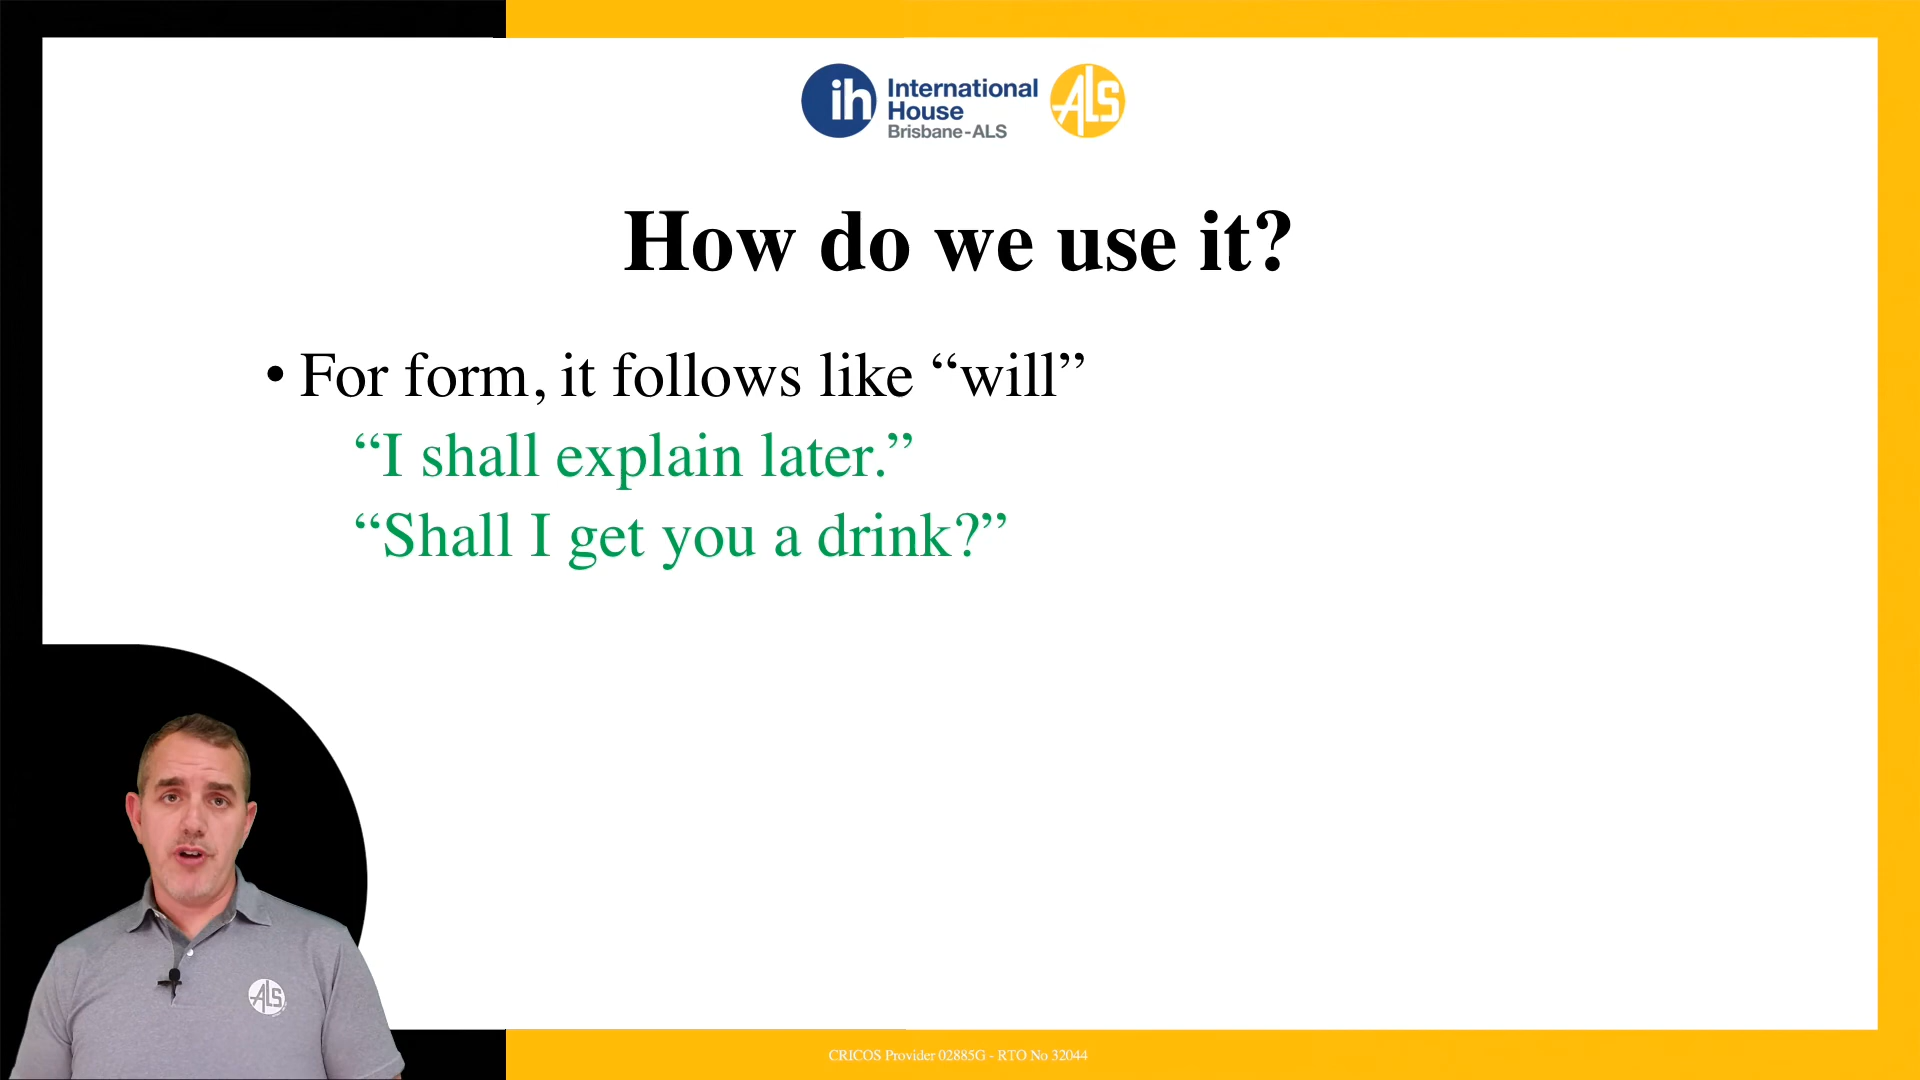 ih International House Brisbane-ALS ALS
How do we use it?
• For form, it follows like “will”
“I shall explain later.”
“Shall I get you a drink?”
ALS
CRICOS Provider 02885G - RTO No 32044